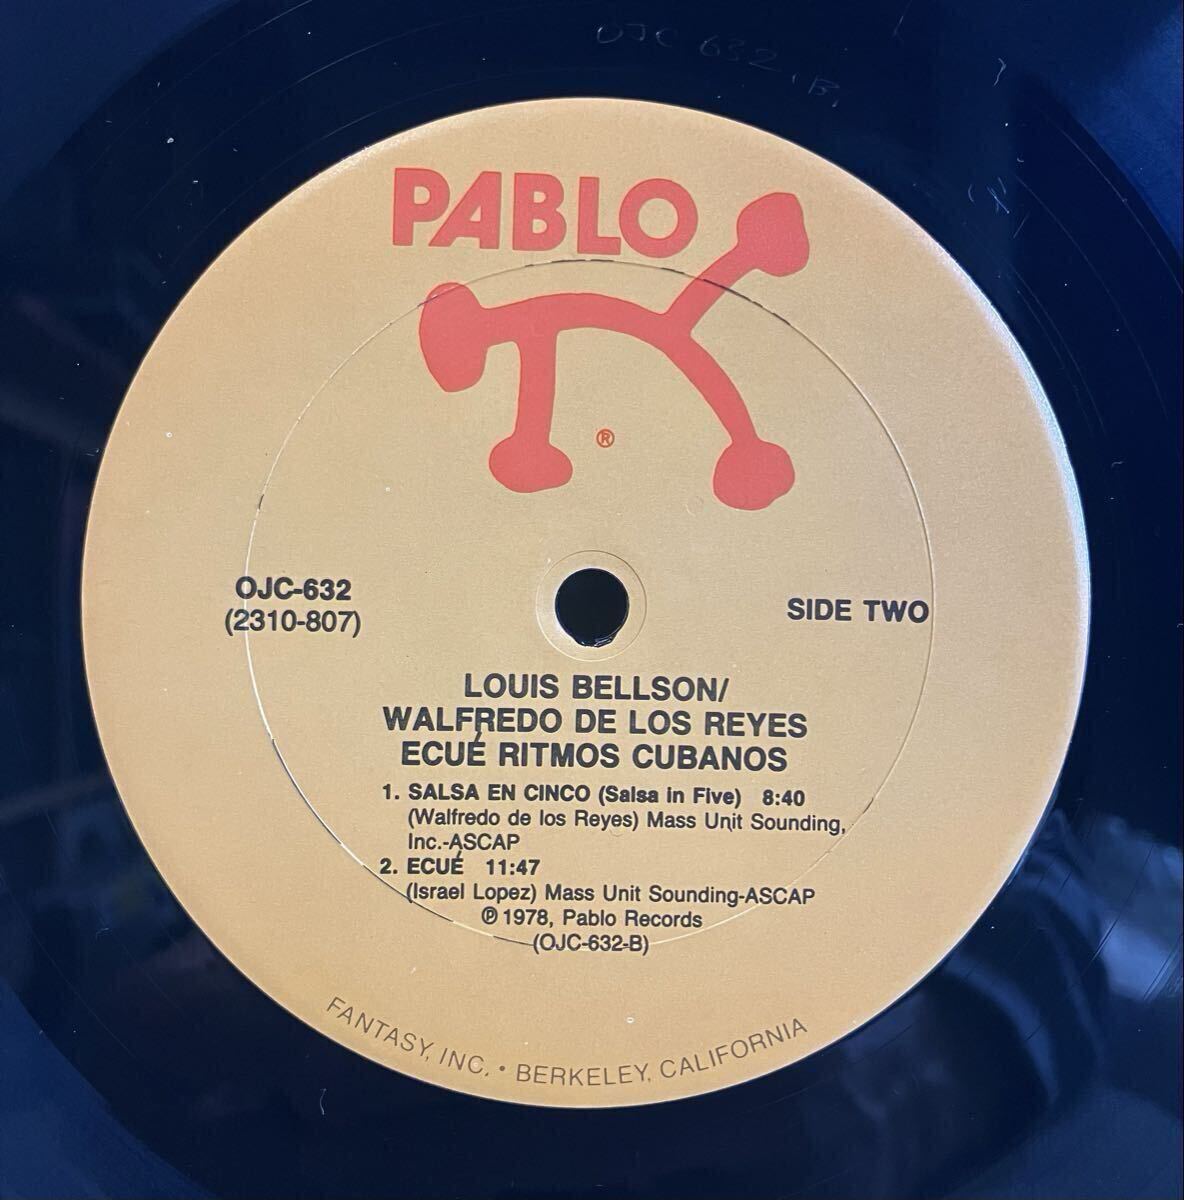 OJC 632 . B.
PABLO
®
OJC-632
(2310-807)
SIDE TWO
LOUIS BELLSON/
WALFREDO DE LOS REYES
ECUÉ RITMOS CUBANOS
1. SALSA EN CINCO (Salsa in Five) 8:40
(Walfredo de los Reyes) Mass Unit Sounding,
Inc.-ASCAP
2. ECUÉ 11:47
(Israel Lopez) Mass Unit Sounding-ASCAP
℗ 1978, Pablo Records
(OJC-632-B)
FANTASY, INC. • BERKELEY, CALIFORNIA